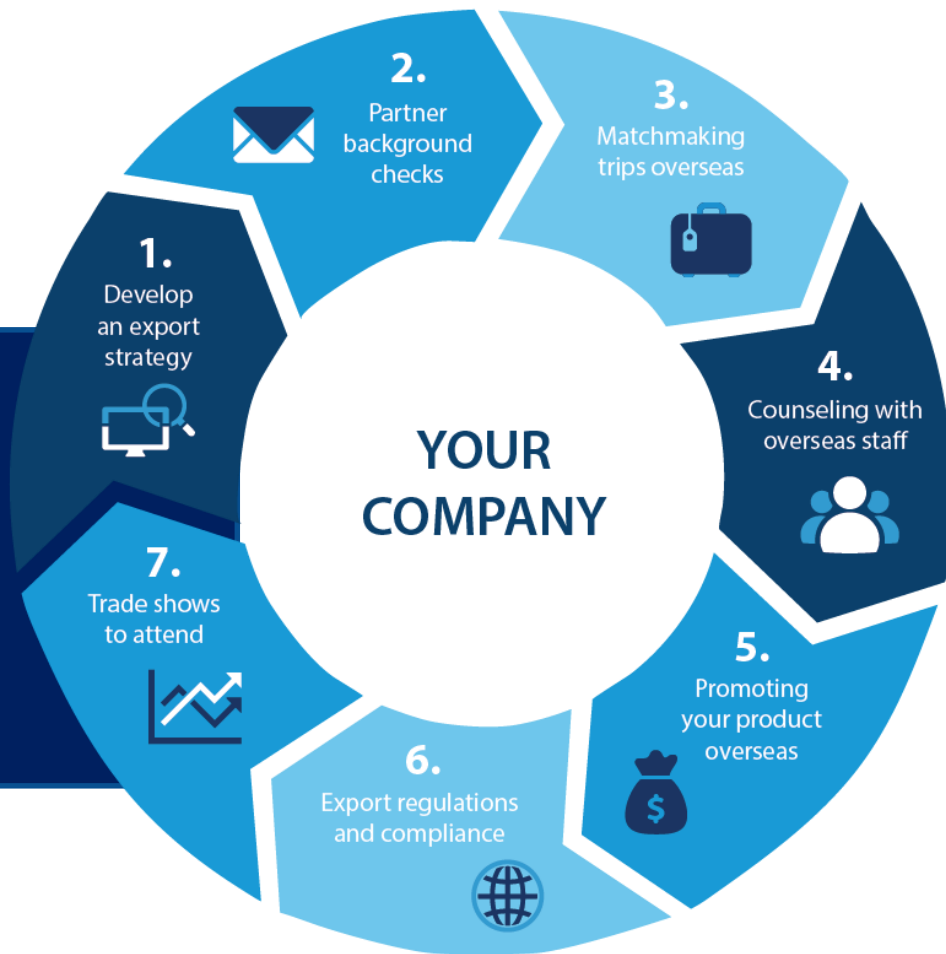 1.
Develop
an export
strategy
2.
Partner
background
checks
3.
Matchmaking
trips overseas
4.
Counseling with
overseas staff
5.
Promoting
your product
overseas
$
6.
Export regulations
and compliance
7.
Trade shows
to attend
YOUR
COMPANY